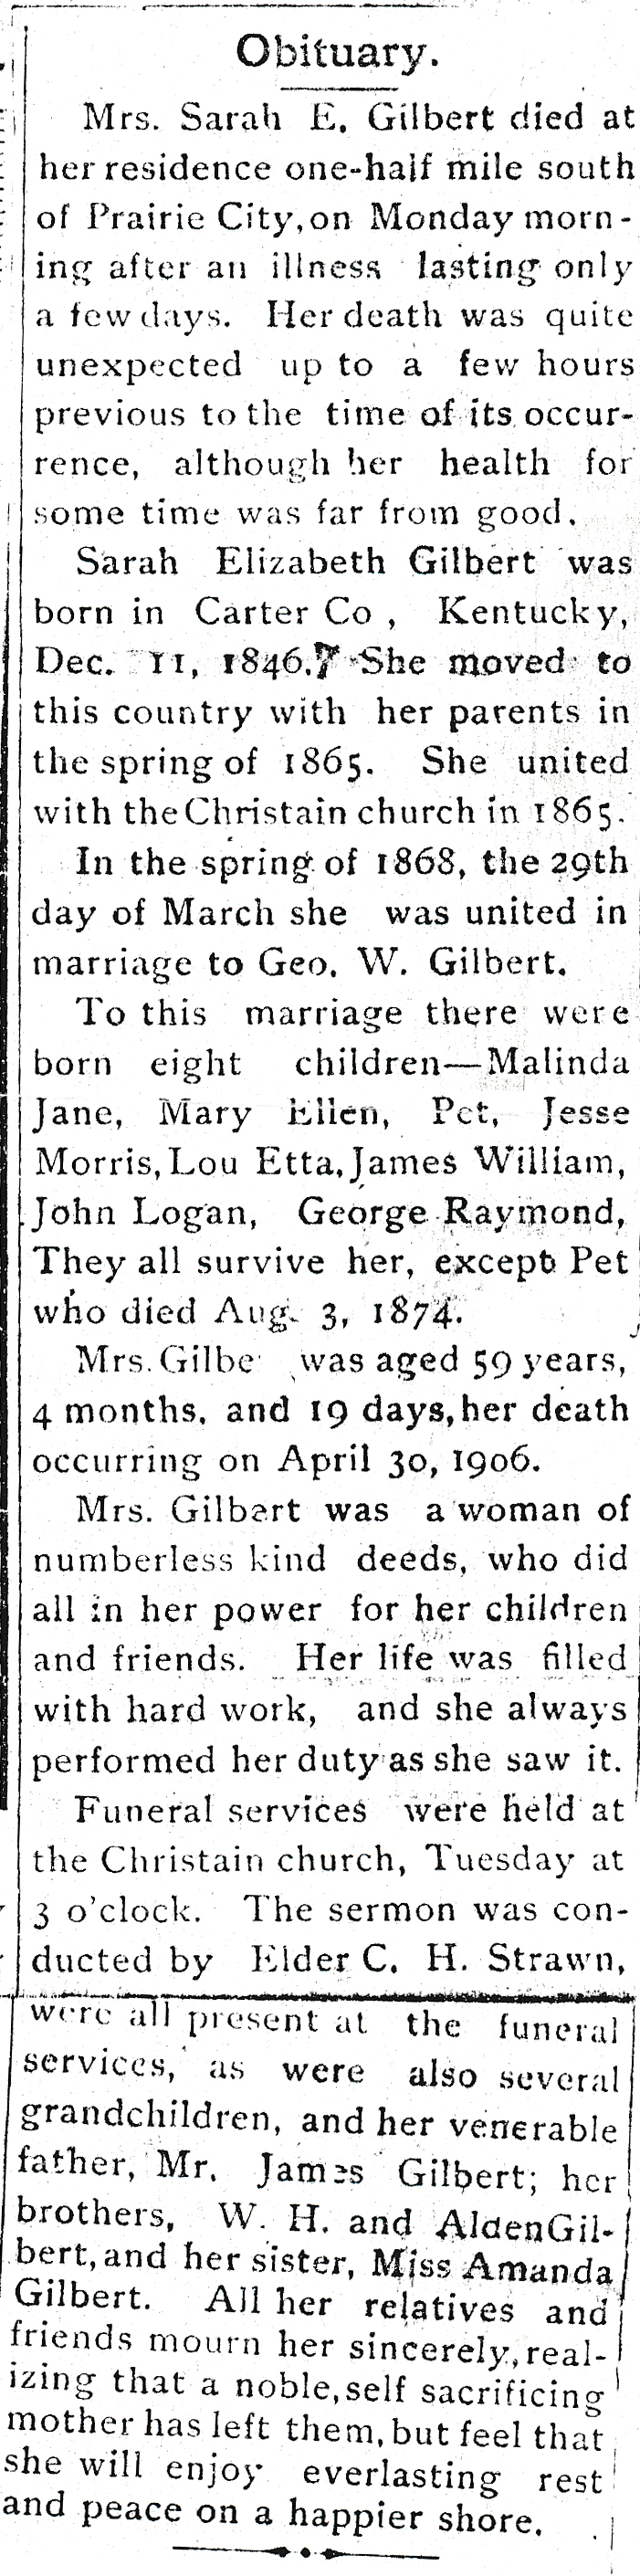 Obituary.
Mrs. Sarah E. Gilbert died at
her residence one-half mile south
of Prairie City, on Monday morn-
ing after an illness lasting only
a few days. Her death was quite
unexpected up to a few hours
previous to the time of its occur-
rence, although her health for
some time was far from good.
Sarah Elizabeth Gilbert was
born in Carter Co , Kentucky,
Dec. 11, 1846.7 She moved to
this country with her parents in
the spring of 1865. She united
with the Christain church in 1865.
In the spring of 1868, the 29th
day of March she was united in
marriage to Geo. W. Gilbert.
To this marriage there were
born eight children—Malinda
Jane, Mary Ellen, Pet, Jesse
Morris, Lou Etta, James William,
John Logan, George Raymond,
They all survive her, except Pet
who died Aug. 3, 1874.
Mrs. Gilbe was aged 59 years,
4 months, and 19 days, her death
occurring on April 30, 1906.
Mrs. Gilbert was a woman of
numberless kind deeds, who did
all in her power for her children
and friends. Her life was filled
with hard work, and she always
performed her duty as she saw it.
Funeral services were held at
the Christain church, Tuesday at
3 o'clock. The sermon was con-
ducted by Elder C. H. Strawn,
were all present at the funeral
services, as were also several
grandchildren, and her venerable
father, Mr. James Gilbert; her
brothers, W. H. and Alden Gil-
bert, and her sister, Miss Amanda
Gilbert. All her relatives and
friends mourn her sincerely, real-
izing that a noble, self sacrificing
mother has left them, but feel that
she will enjoy everlasting rest
and peace on a happier shore.